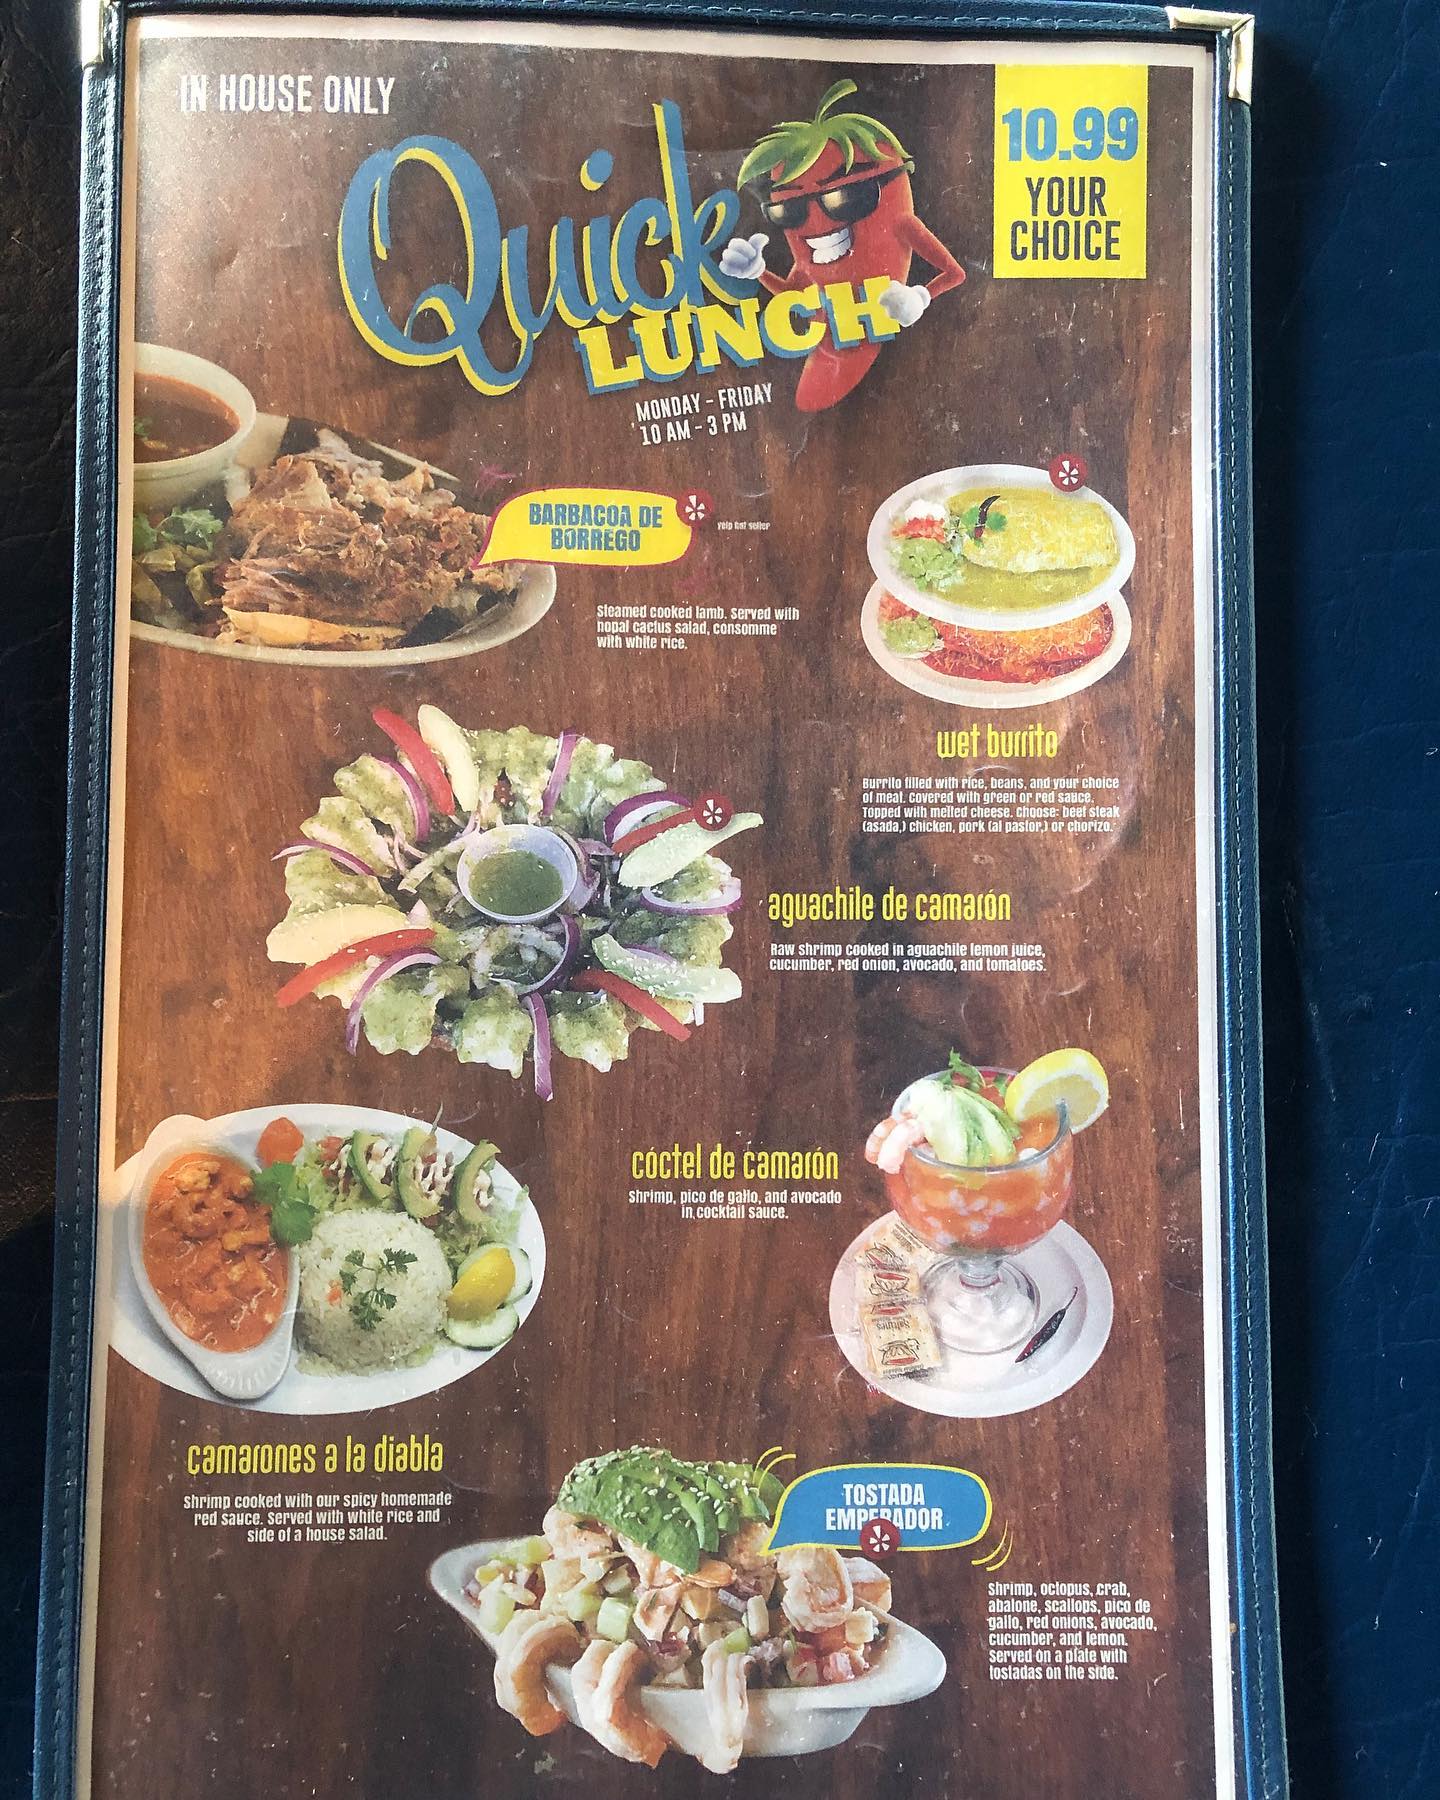 IN HOUSE ONLY
10.99
YOUR
CHOICE
Quick
LUNCH
MONDAY - FRIDAY
10 AM - 3 PM
BARBACOA DE
BORREGO
yelp hot seller
Steamed cooked lamb. Served with
nopal cactus salad, consomme
with white rice.
wet burrito
Burrito filled with rice, beans, and your choice
of meat. Covered with green or red sauce.
Topped with melted cheese. Choose: beef steak
(asada,) chicken, pork (al pastor,) or chorizo.
aguachile de camarón
Raw shrimp cooked in aguachile lemon juice,
cucumber, red onion, avocado, and tomatoes.
cóctel de camarón
Shrimp, pico de gallo, and avocado
in cocktail sauce.
Saltines
camarones a la diabla
Shrimp cooked with our spicy homemade
red sauce. Served with white rice and
side of a house salad.
TOSTADA
EMPERADOR
Shrimp, octopus, crab,
abalone, scallops, pico de
gallo, red onions, avocado,
cucumber, and lemon.
Served on a plate with
tostadas on the side.